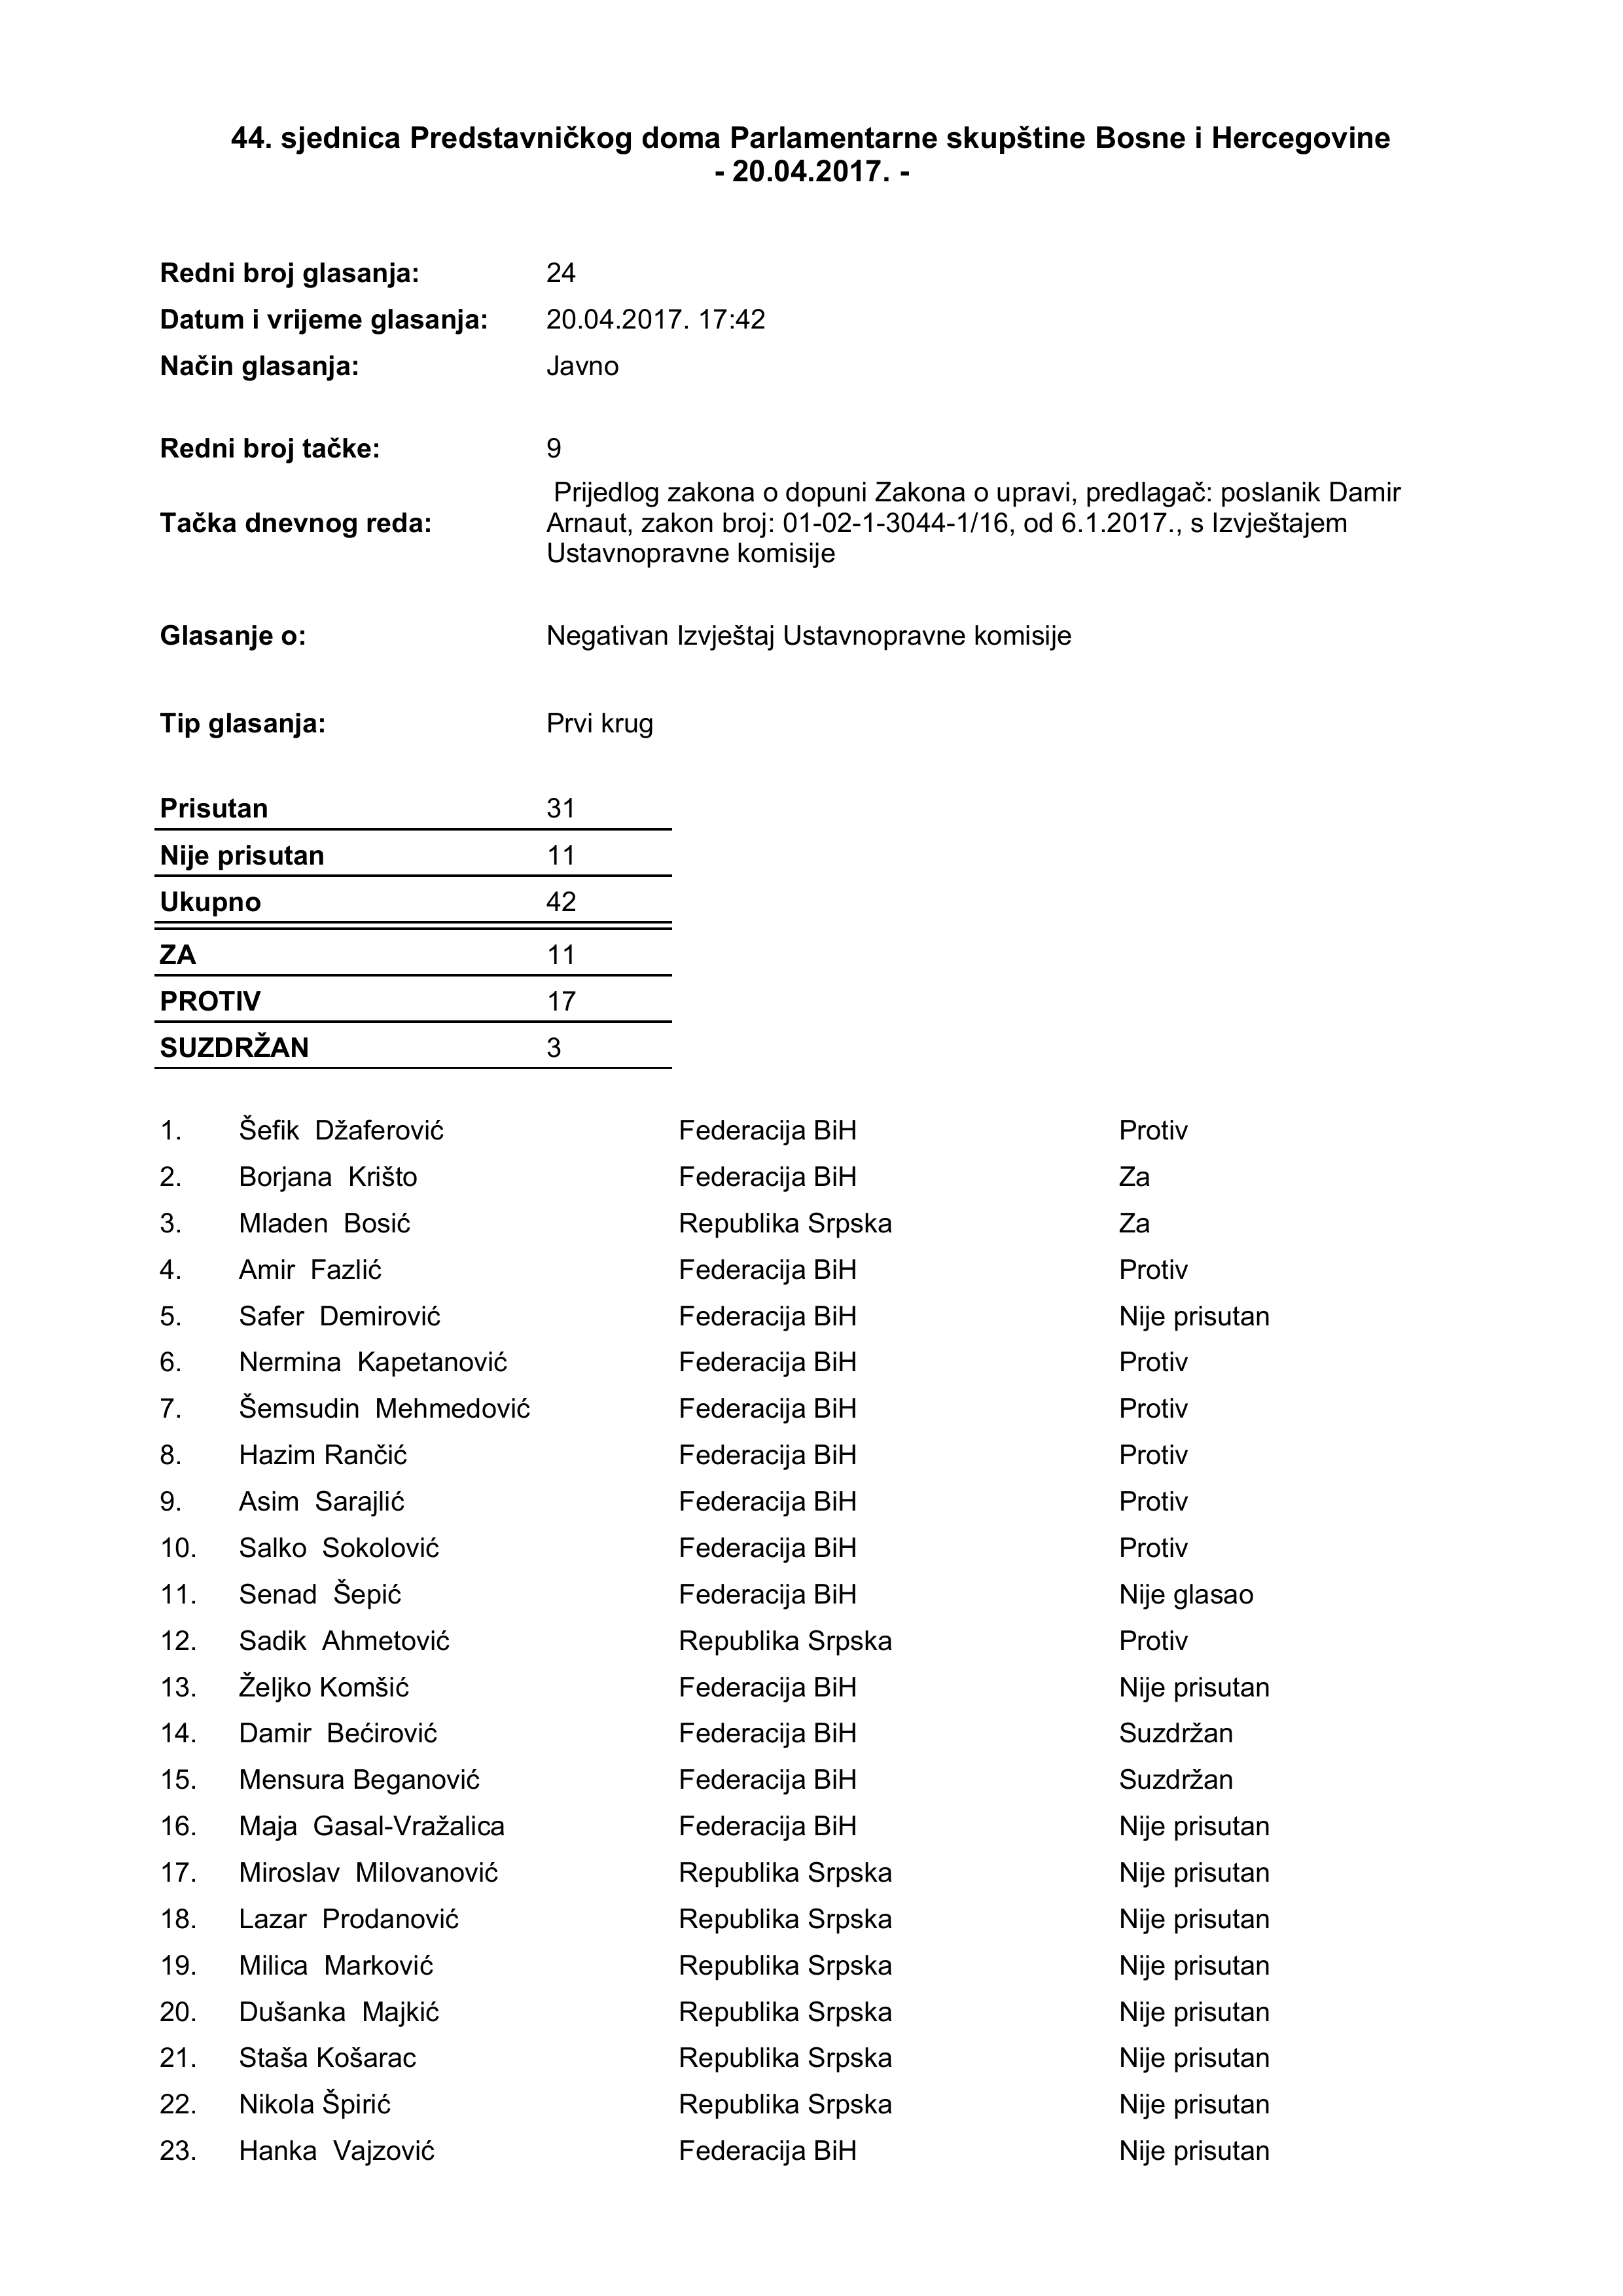 44. sjednica Predstavničkog doma Parlamentarne skupštine Bosne i Hercegovine
- 20.04.2017. -
Redni broj glasanja: 24
Datum i vrijeme glasanja: 20.04.2017. 17:42
Način glasanja: Javno
Redni broj tačke: 9
Prijedlog zakona o dopuni Zakona o upravi, predlagač: poslanik Damir
Tačka dnevnog reda: Arnaut, zakon broj: 01-02-1-3044-1/16, od 6.1.2017., s Izvještajem
Ustavnopravne komisije
Glasanje o: Negativan Izvještaj Ustavnopravne komisije
Tip glasanja: Prvi krug
Prisutan 31
Nije prisutan 11
Ukupno 42
ZA 11
PROTIV 17
SUZDRŽAN 3
1. Šefik Džaferović Federacija BiH Protiv
2. Borjana Krišto Federacija BiH Za
3. Mladen Bosić Republika Srpska Za
4. Amir Fazlić Federacija BiH Protiv
5. Safer Demirović Federacija BiH Nije prisutan
6. Nermina Kapetanović Federacija BiH Protiv
7. Šemsudin Mehmedović Federacija BiH Protiv
8. Hazim Rančić Federacija BiH Protiv
9. Asim Sarajlić Federacija BiH Protiv
10. Salko Sokolović Federacija BiH Protiv
11. Senad Šepić Federacija BiH Nije glasao
12. Sadik Ahmetović Republika Srpska Protiv
13. Željko Komšić Federacija BiH Nije prisutan
14. Damir Bećirović Federacija BiH Suzdržan
15. Mensura Beganović Federacija BiH Suzdržan
16. Maja Gasal-Vražalica Federacija BiH Nije prisutan
17. Miroslav Milovanović Republika Srpska Nije prisutan
18. Lazar Prodanović Republika Srpska Nije prisutan
19. Milica Marković Republika Srpska Nije prisutan
20. Dušanka Majkić Republika Srpska Nije prisutan
21. Staša Košarac Republika Srpska Nije prisutan
22. Nikola Špirić Republika Srpska Nije prisutan
23. Hanka Vajzović Federacija BiH Nije prisutan